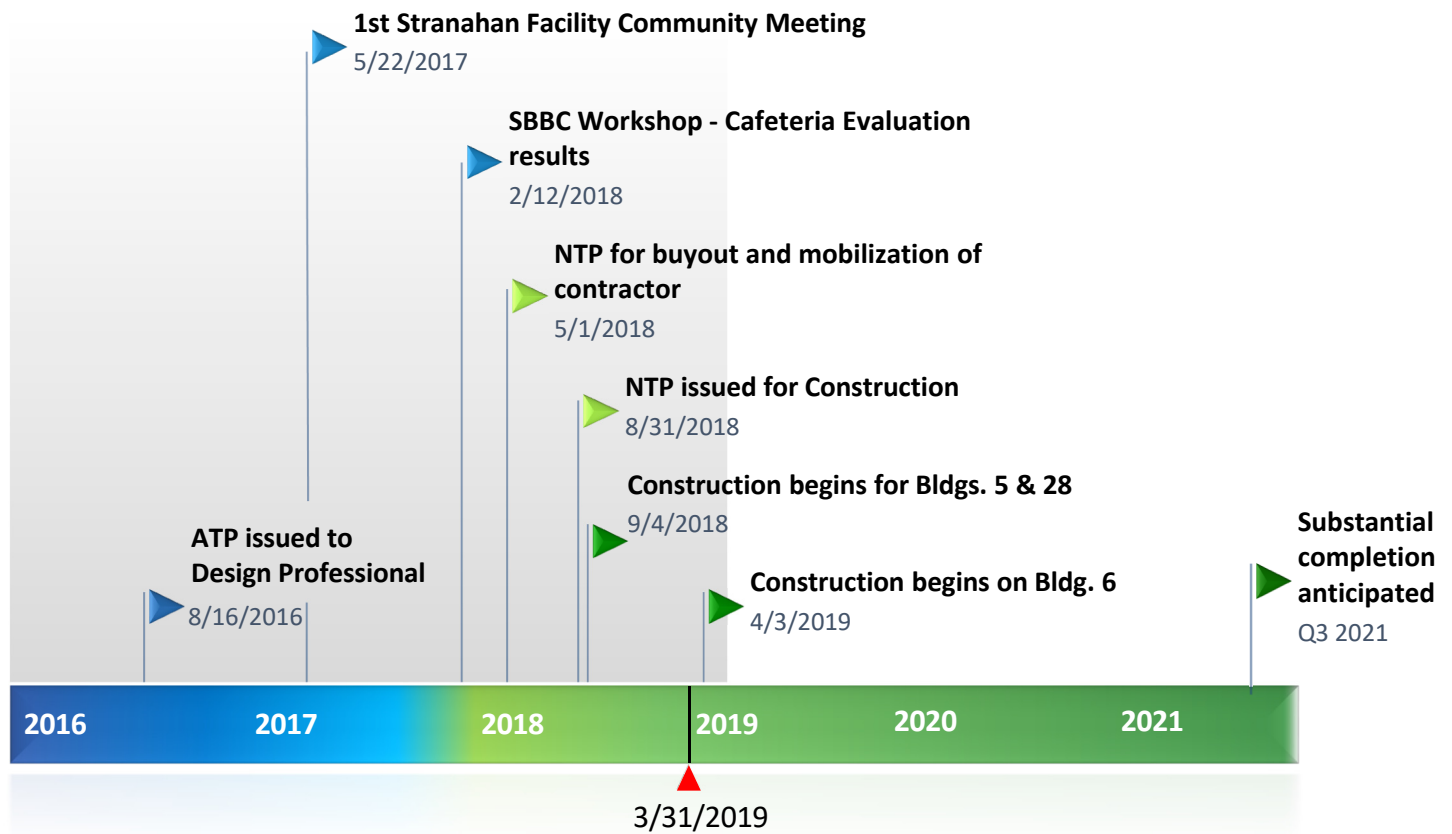 1st Stranahan Facility Community Meeting
5/22/2017
SBBC Workshop - Cafeteria Evaluation
results
2/12/2018
NTP for buyout and mobilization of
contractor
5/1/2018
NTP issued for Construction
8/31/2018
Construction begins for Bldgs. 5 & 28
9/4/2018
ATP issued to
Design Professional
8/16/2016
Construction begins on Bldg. 6
4/3/2019
Substantial
completion
anticipated
Q3 2021
2016 2017 2018 2019 2020 2021
3/31/2019